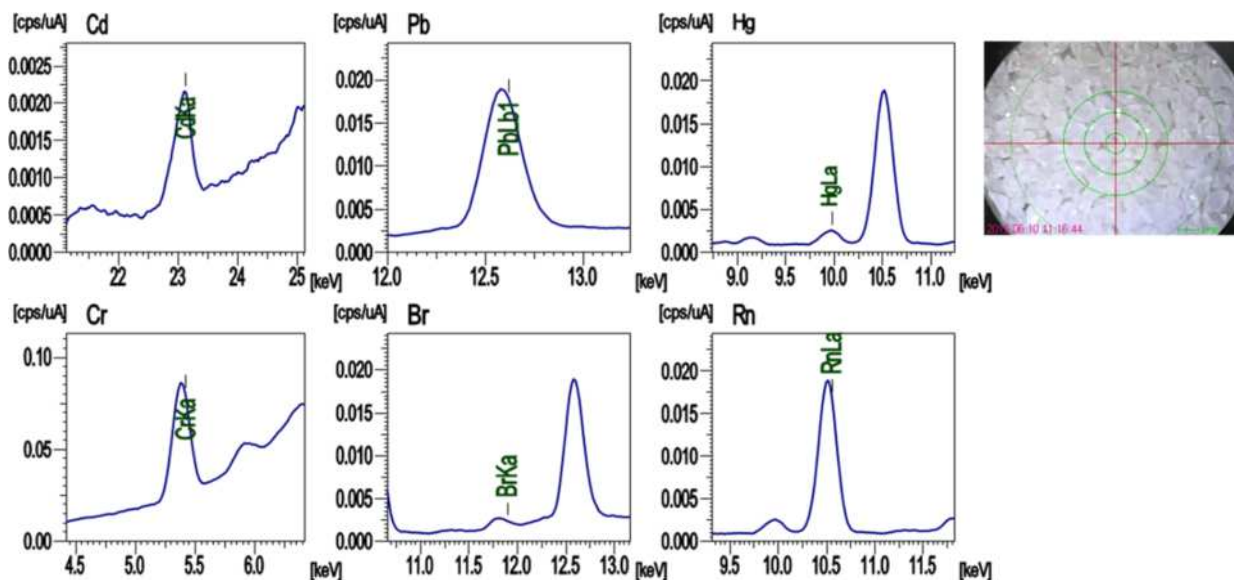 [cps/uA] Cd
0.0025
0.0020
0.0015
0.0010
0.0005
0.0000
CdKa
22 23 24 25 [keV]
[cps/uA] Pb
0.020
0.015
0.010
0.005
0.000
PbLb1
12.0 12.5 13.0 [keV]
[cps/uA] Hg
0.020
0.015
0.010
0.005
0.000
HgLa
9.0 9.5 10.0 10.5 11.0 [keV]
[cps/uA] Cr
0.10
0.05
0.00
CrKa
4.5 5.0 5.5 6.0 [keV]
[cps/uA] Br
0.020
0.015
0.010
0.005
0.000
BrKa
11.0 11.5 12.0 12.5 13.0 [keV]
[cps/uA] Rn
0.020
0.015
0.010
0.005
0.000
RnLa
9.5 10.0 10.5 11.0 11.5 [keV]